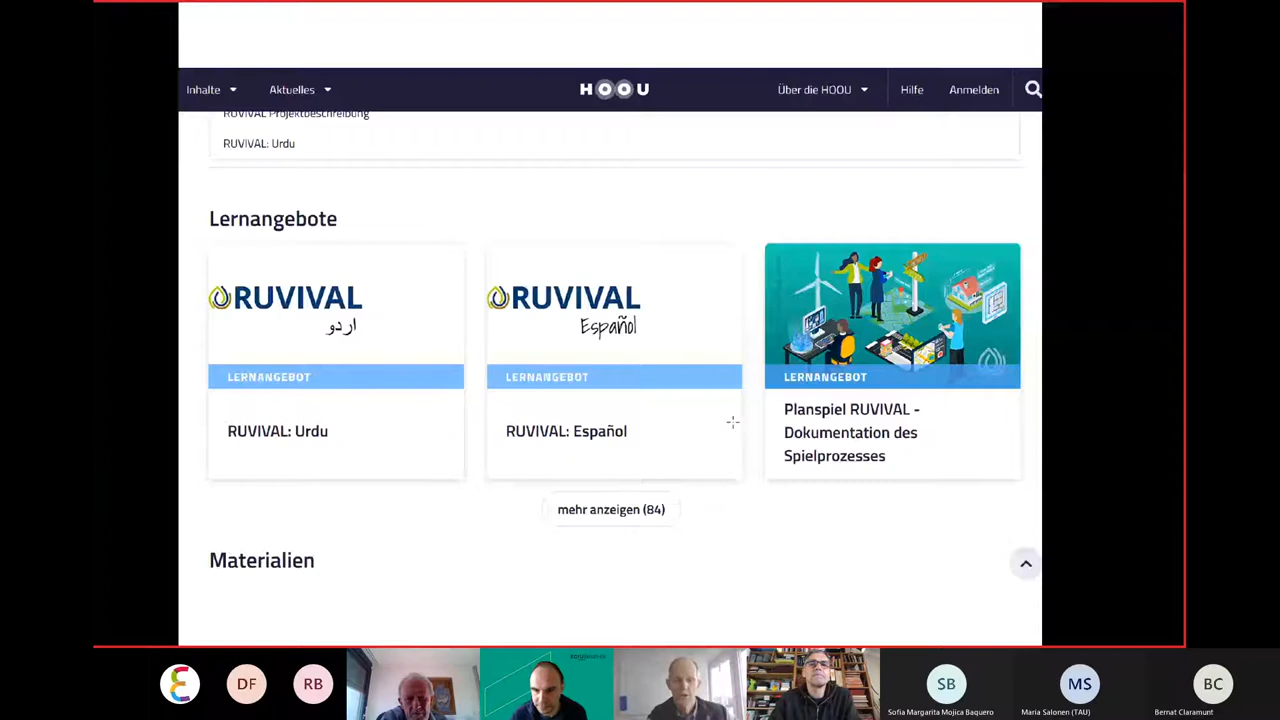 Inhalte
Aktuelles
HOOU
Über die HOOU
Hilfe
Anmelden
RUVIVAL Projektbeschreibung
RUVIVAL: Urdu
Lernangebote
RUVIVAL
اردو
LERNANGEBOT
RUVIVAL: Urdu
RUVIVAL
Español
LERNANGEBOT
RUVIVAL: Español
LERNANGEBOT
Planspiel RUVIVAL -
Dokumentation des
Spielprozesses
mehr anzeigen (84)
Materialien
DF
RB
SB
Sofia Margarita Mojica Baquero
MS
Maria Salonen (TAU)
BC
Bernat Claramunt